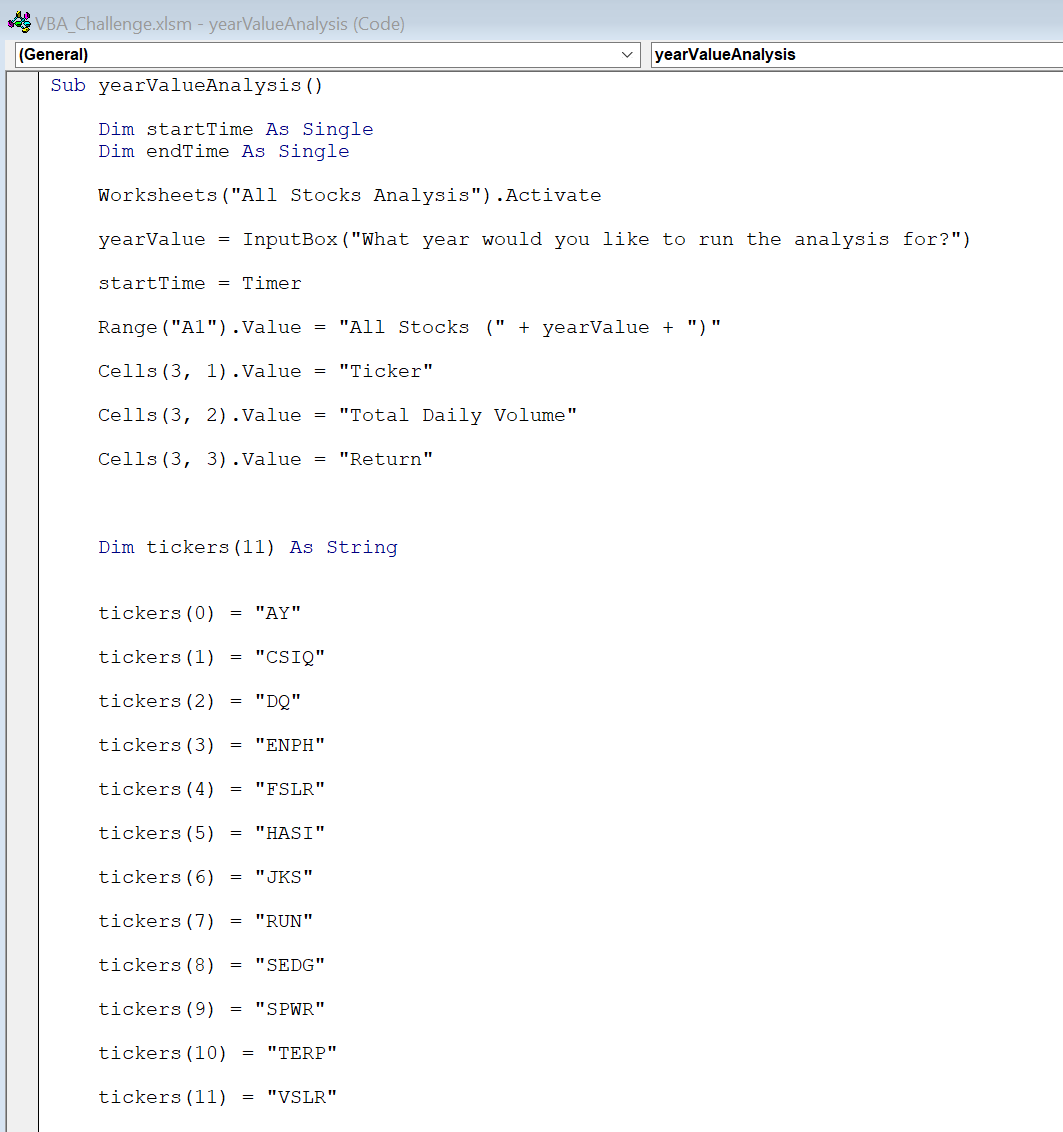 VBA_Challenge.xlsm - yearValueAnalysis (Code)
(General) yearValueAnalysis
Sub yearValueAnalysis()
Dim startTime As Single
Dim endTime As Single
Worksheets("All Stocks Analysis").Activate
yearValue = InputBox("What year would you like to run the analysis for?")
startTime = Timer
Range("A1").Value = "All Stocks (" + yearValue + ")"
Cells(3, 1).Value = "Ticker"
Cells(3, 2).Value = "Total Daily Volume"
Cells(3, 3).Value = "Return"
Dim tickers(11) As String
tickers(0) = "AY"
tickers(1) = "CSIQ"
tickers(2) = "DQ"
tickers(3) = "ENPH"
tickers(4) = "FSLR"
tickers(5) = "HASI"
tickers(6) = "JKS"
tickers(7) = "RUN"
tickers(8) = "SEDG"
tickers(9) = "SPWR"
tickers(10) = "TERP"
tickers(11) = "VSLR"